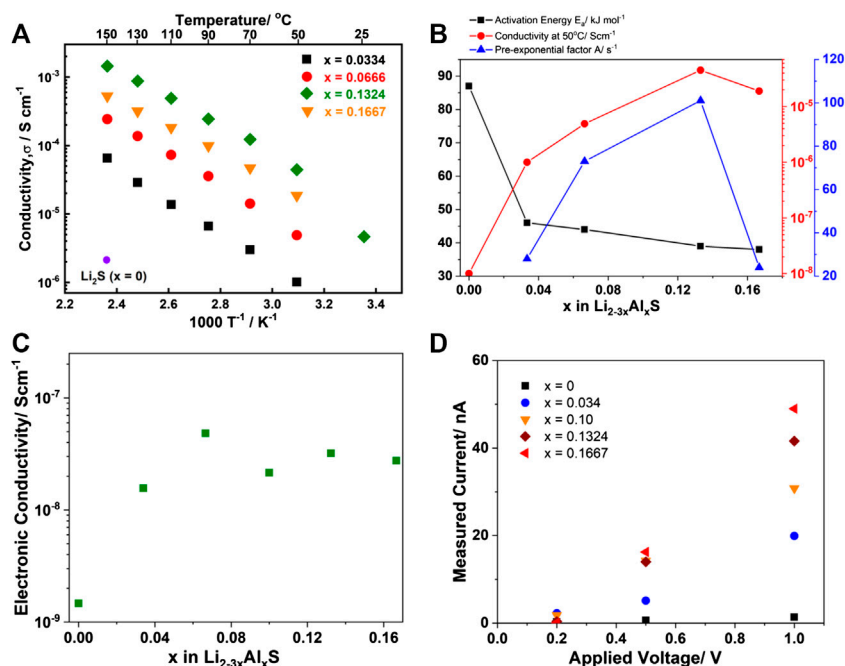 A
Temperature/ °C
150 130 110 90 70 50 25
x = 0.0334
x = 0.0666
x = 0.1324
x = 0.1667
10⁻³
10⁻⁴
10⁻⁵
10⁻⁶
Conductivity,σ / S cm⁻¹
Li₂S (x = 0)
2.2 2.4 2.6 2.8 3.0 3.2 3.4
1000 T⁻¹ / K⁻¹
B
Activation Energy Eₐ/ kJ mol⁻¹
Conductivity at 50°C/ Scm⁻¹
Pre-exponential factor A/ s⁻¹
90
80
70
60
50
40
30
10⁻⁵
10⁻⁶
10⁻⁷
10⁻⁸
120
100
80
60
40
20
0.00 0.04 0.08 0.12 0.16
x in Li₂₋₃ₓAlₓS
C
Electronic Conductivity/ Scm⁻¹
10⁻⁷
10⁻⁸
10⁻⁹
0.00 0.04 0.08 0.12 0.16
x in Li₂₋₃ₓAlₓS
D
Measured Current/ nA
60
40
20
0
x = 0
x = 0.034
x = 0.10
x = 0.1324
x = 0.1667
0.0 0.2 0.4 0.6 0.8 1.0
Applied Voltage/ V